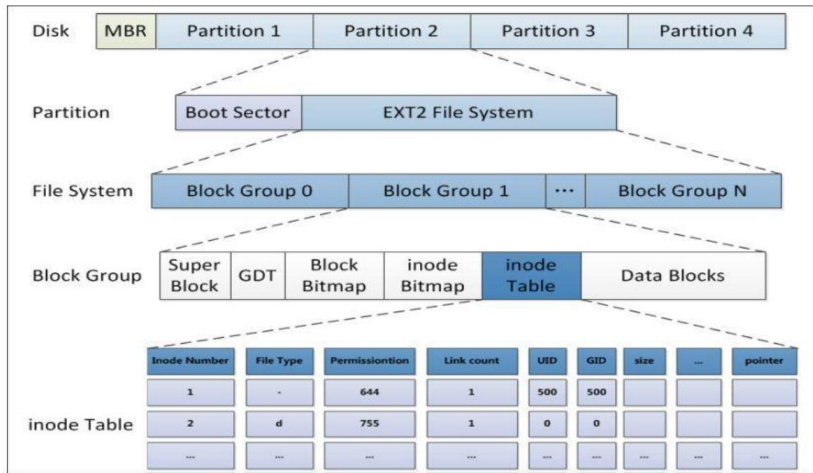 Disk MBR Partition 1 Partition 2 Partition 3 Partition 4
Partition Boot Sector EXT2 File System
File System Block Group 0 Block Group 1 ... Block Group N
Block Group Super Block GDT Block Bitmap inode Bitmap inode Table Data Blocks
Inode Number File Type Permissiontion Link count UID GID size ... pointer
1 - 644 1 500 500
inode Table 2 d 755 1 0 0
... ... ... ... ... ... ... ... ...